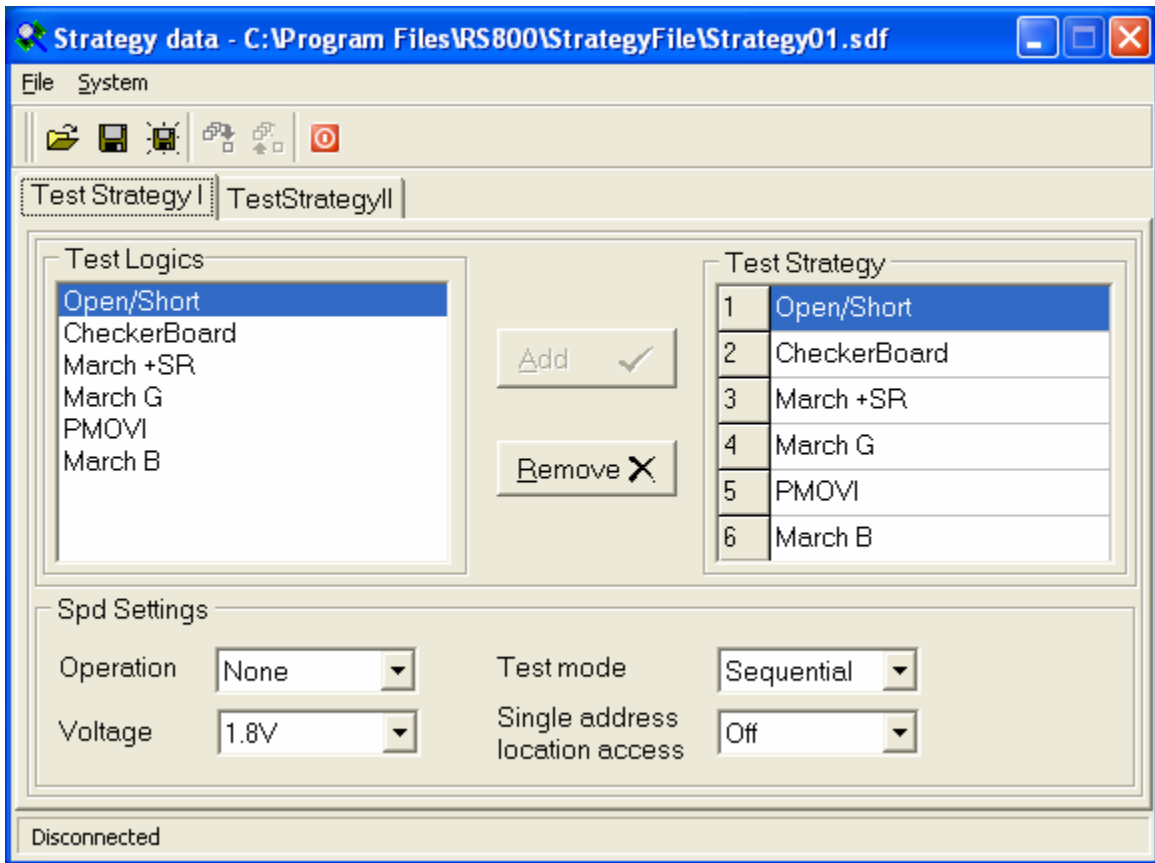 Strategy data - C:\Program Files\RS800\StrategyFile\Strategy01.sdf
File System
Test Strategy I TestStrategyII
Test Logics
Open/Short
CheckerBoard
March +SR
March G
PMOVI
March B
Add
Remove
Test Strategy
1 Open/Short
2 CheckerBoard
3 March +SR
4 March G
5 PMOVI
6 March B
Spd Settings
Operation None
Test mode Sequential
Voltage 1.8V
Single address
location access
Off
Disconnected